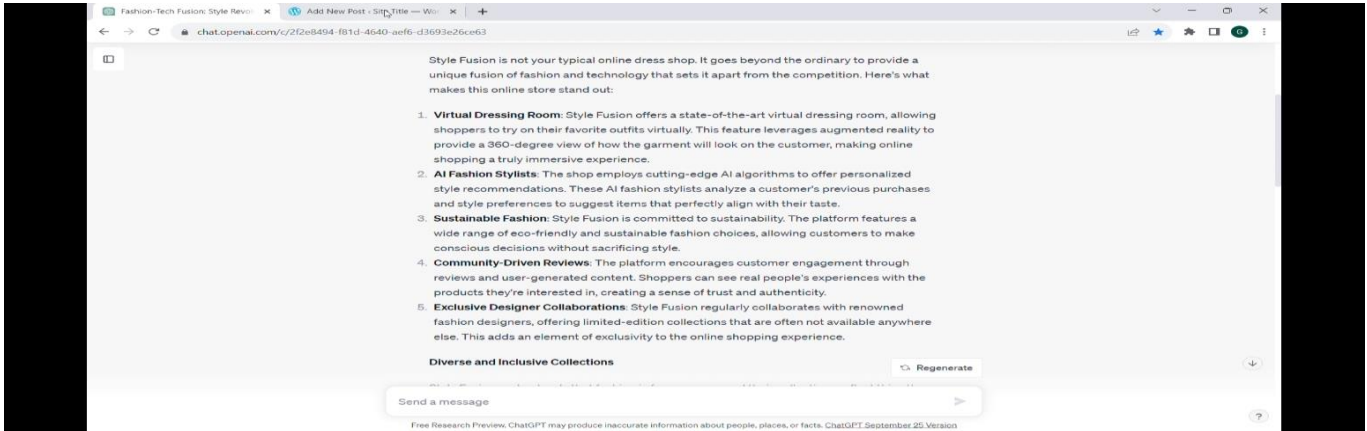 Fashion-Tech Fusion: Style Revo
Add New Post ‹ Site Title — Wor
chat.openai.com/c/2f2e8494-f81d-4640-aef6-d3693e26ce63
G
Style Fusion is not your typical online dress shop. It goes beyond the ordinary to provide a
unique fusion of fashion and technology that sets it apart from the competition. Here's what
makes this online store stand out:
1. Virtual Dressing Room: Style Fusion offers a state-of-the-art virtual dressing room, allowing
shoppers to try on their favorite outfits virtually. This feature leverages augmented reality to
provide a 360-degree view of how the garment will look on the customer, making online
shopping a truly immersive experience.
2. AI Fashion Stylists: The shop employs cutting-edge AI algorithms to offer personalized
style recommendations. These AI fashion stylists analyze a customer's previous purchases
and style preferences to suggest items that perfectly align with their taste.
3. Sustainable Fashion: Style Fusion is committed to sustainability. The platform features a
wide range of eco-friendly and sustainable fashion choices, allowing customers to make
conscious decisions without sacrificing style.
4. Community-Driven Reviews: The platform encourages customer engagement through
reviews and user-generated content. Shoppers can see real people's experiences with the
products they're interested in, creating a sense of trust and authenticity.
5. Exclusive Designer Collaborations: Style Fusion regularly collaborates with renowned
fashion designers, offering limited-edition collections that are often not available anywhere
else. This adds an element of exclusivity to the online shopping experience.
Diverse and Inclusive Collections
Regenerate
Send a message
Free Research Preview. ChatGPT may produce inaccurate information about people, places, or facts. ChatGPT September 25 Version
?